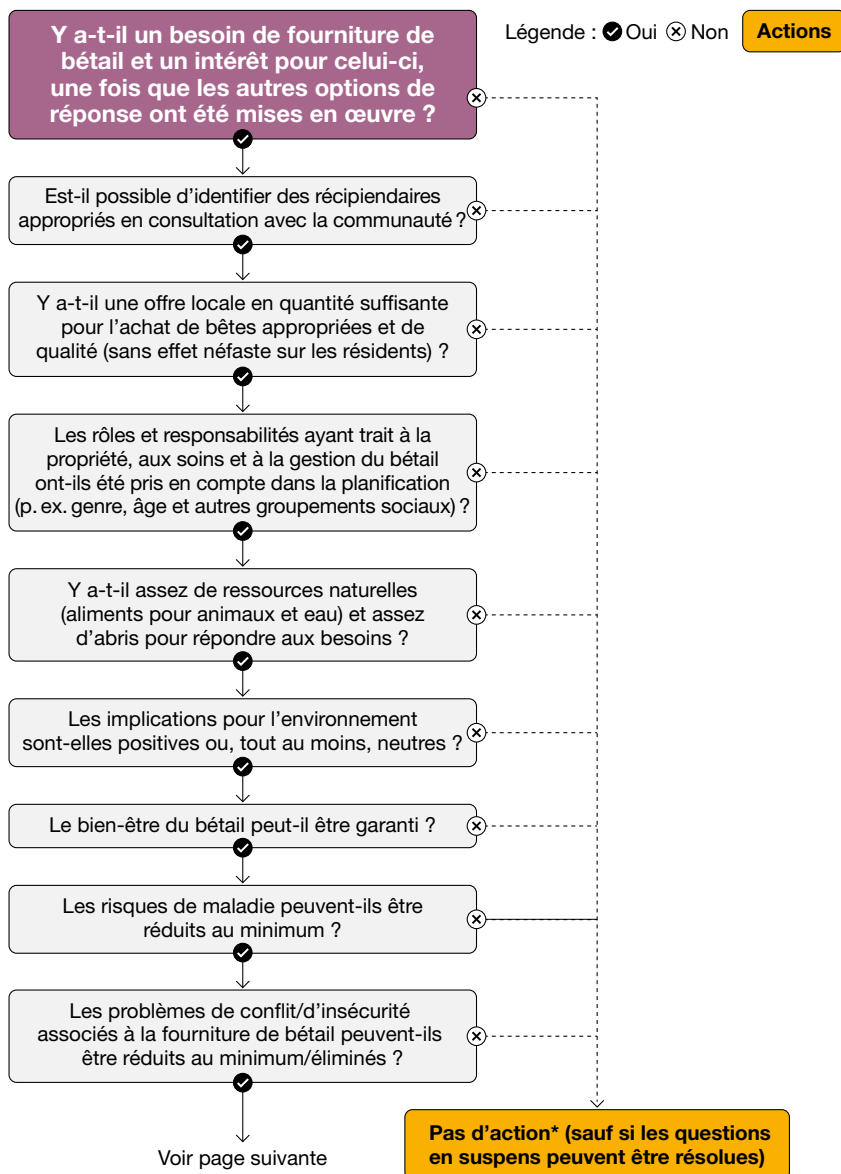 Y a-t-il un besoin de fourniture de
bétail et un intérêt pour celui-ci,
une fois que les autres options de
réponse ont été mises en œuvre ?
Légende : Oui Non Actions
Est-il possible d’identifier des récipiendaires
appropriés en consultation avec la communauté ?
Y a-t-il une offre locale en quantité suffisante
pour l’achat de bêtes appropriées et de
qualité (sans effet néfaste sur les résidents) ?
Les rôles et responsabilités ayant trait à la
propriété, aux soins et à la gestion du bétail
ont-ils été pris en compte dans la planification
(p. ex. genre, âge et autres groupements sociaux) ?
Y a-t-il assez de ressources naturelles
(aliments pour animaux et eau) et assez
d’abris pour répondre aux besoins ?
Les implications pour l’environnement
sont-elles positives ou, tout au moins, neutres ?
Le bien-être du bétail peut-il être garanti ?
Les risques de maladie peuvent-ils être
réduits au minimum ?
Les problèmes de conflit/d’insécurité
associés à la fourniture de bétail peuvent-ils
être réduits au minimum/éliminés ?
Voir page suivante
Pas d’action* (sauf si les questions
en suspens peuvent être résolues)